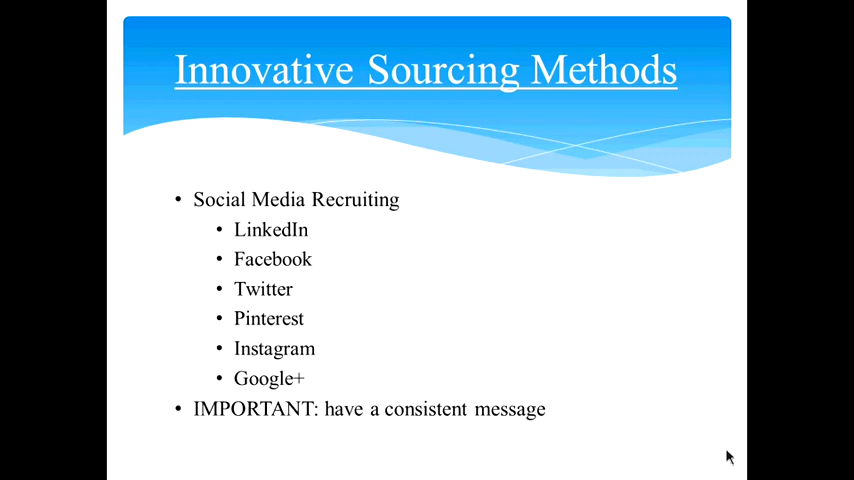 Innovative Sourcing Methods
• Social Media Recruiting
• LinkedIn
• Facebook
• Twitter
• Pinterest
• Instagram
• Google+
• IMPORTANT: have a consistent message